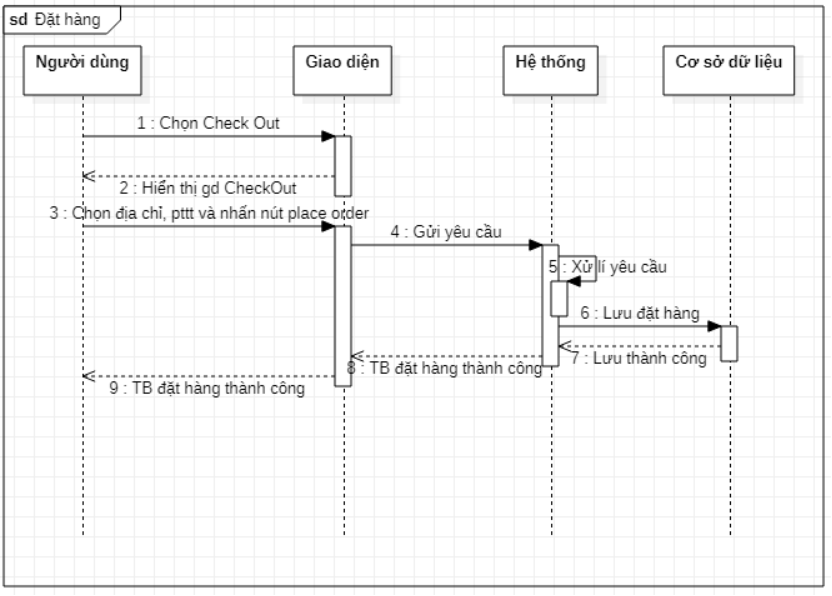 sd Đặt hàng
Người dùng
Giao diện
Hệ thống
Cơ sở dữ liệu
1 : Chọn Check Out
2 : Hiển thị gd CheckOut
3 : Chọn địa chỉ, pttt và nhấn nút place order
4 : Gửi yêu cầu
5 : Xử lí yêu cầu
6 : Lưu đặt hàng
7 : Lưu thành công
8 : TB đặt hàng thành công
9 : TB đặt hàng thành công